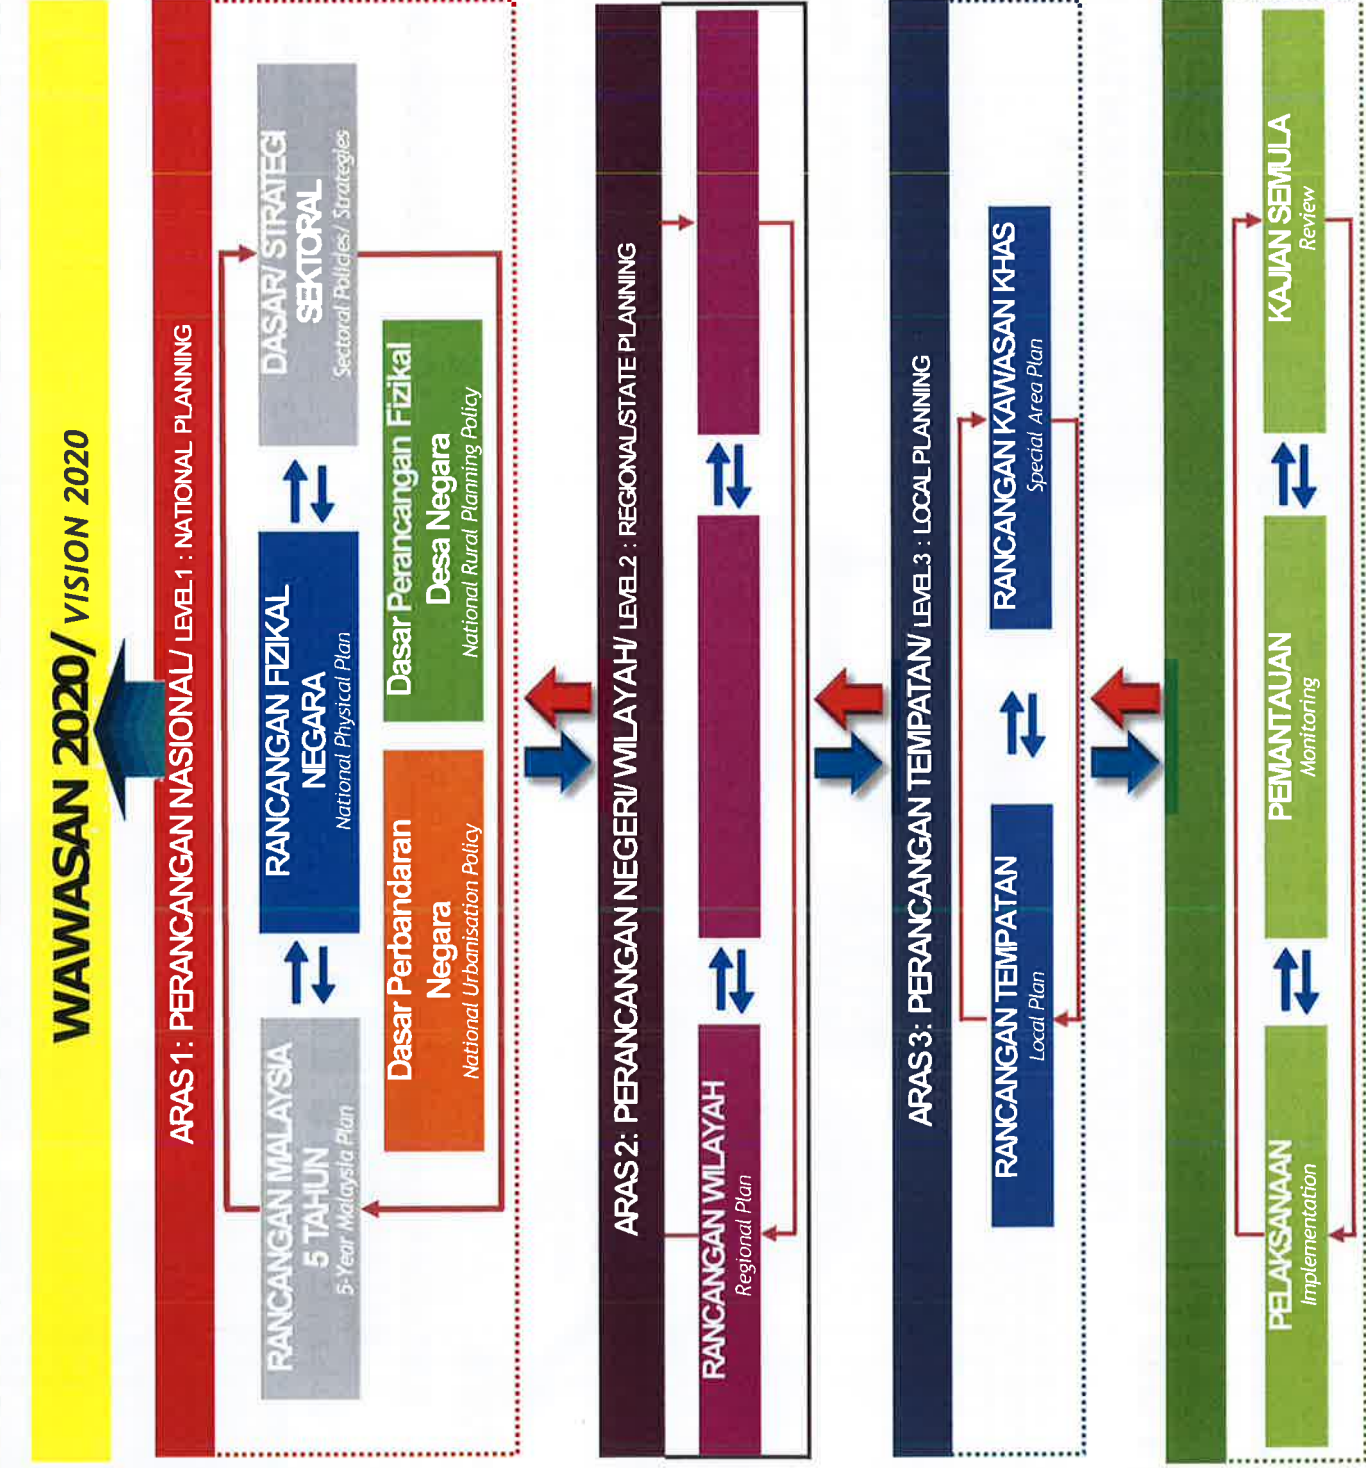 WAWASAN 2020/ VISION 2020
ARAS 1 : PERANCANGAN NASIONAL/ LEVEL 1 : NATIONAL PLANNING
RANCANGAN MALAYSIA
5 TAHUN
5-Year Malaysia Plan
RANCANGAN FIZIKAL
NEGARA
National Physical Plan
DASAR/ STRATEGI
SEKTORAL
Sectoral Policies/ Strategies
Dasar Perbandaran
Negara
National Urbanisation Policy
Dasar Perancangan Fizikal
Desa Negara
National Rural Planning Policy
ARAS 2: PERANCANGAN NEGERI/ WILAYAH/ LEVEL 2 : REGIONAL/STATE PLANNING
RANCANGAN WILAYAH
Regional Plan
ARAS 3: PERANCANGAN TEMPATAN/ LEVEL 3 : LOCAL PLANNING
RANCANGAN TEMPATAN
Local Plan
RANCANGAN KAWASAN KHAS
Special Area Plan
PELAKSANAAN
Implementation
PEMANTAUAN
Monitoring
KAJIAN SEMULA
Review